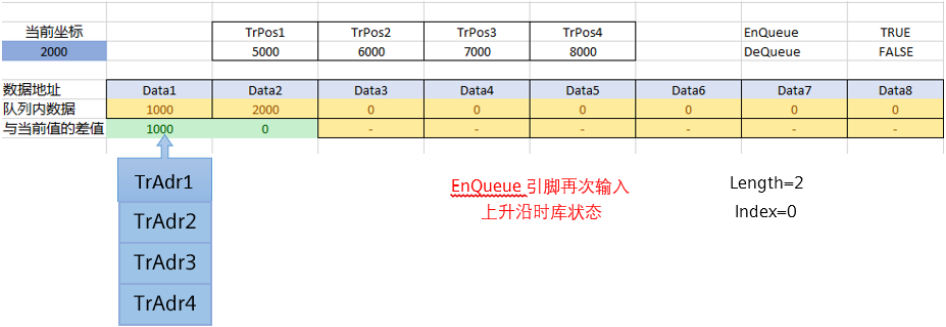 当前坐标 TrPos1 TrPos2 TrPos3 TrPos4 EnQueue TRUE
2000 5000 6000 7000 8000 DeQueue FALSE
数据地址 Data1 Data2 Data3 Data4 Data5 Data6 Data7 Data8
队列内数据 1000 2000 0 0 0 0 0 0
与当前值的差值 1000 0 - - - - - -
TrAdr1
TrAdr2
TrAdr3
TrAdr4
EnQueue 引脚再次输入
上升沿时库状态
Length=2
Index=0